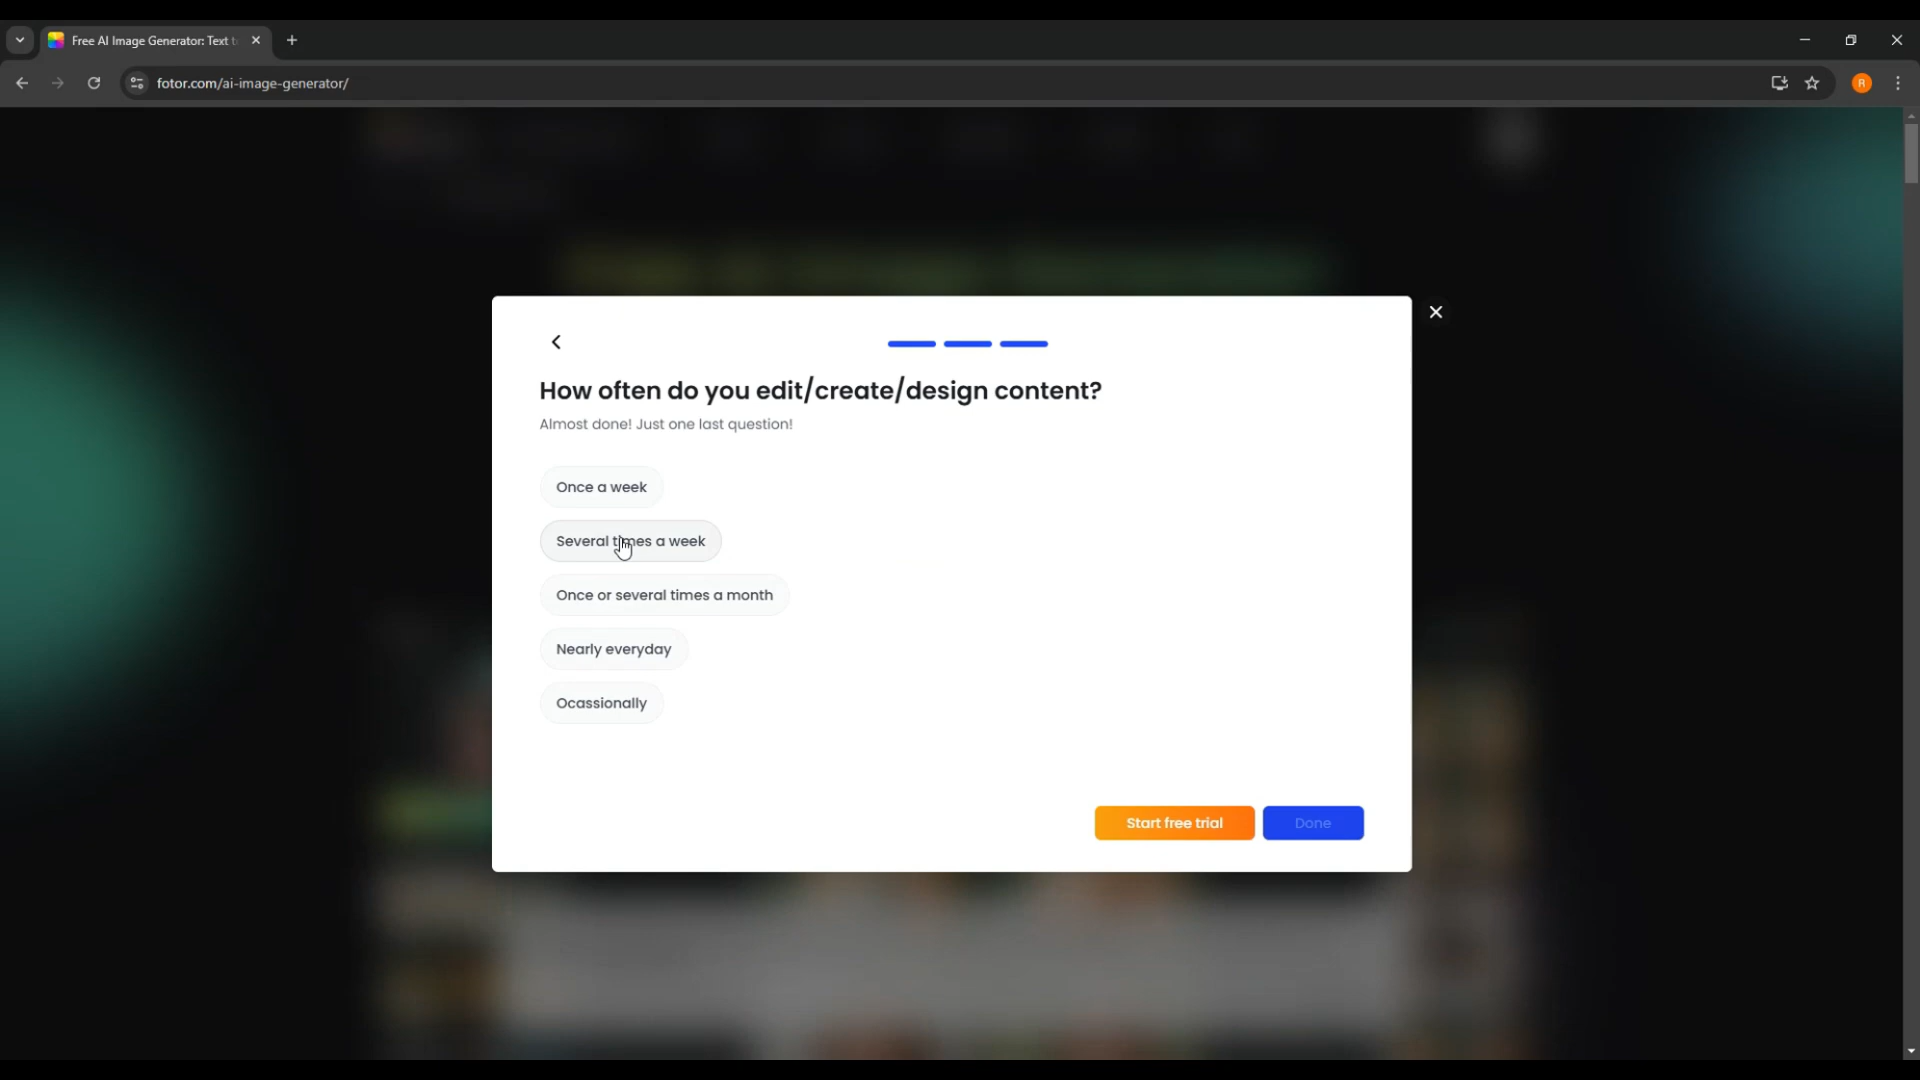 Free AI Image Generator: Text t
fotor.com/ai-image-generator/
R
How often do you edit/create/design content?
Almost done! Just one last question!
Once a week
Several times a week
Once or several times a month
Nearly everyday
Ocassionally
Start free trial
Done